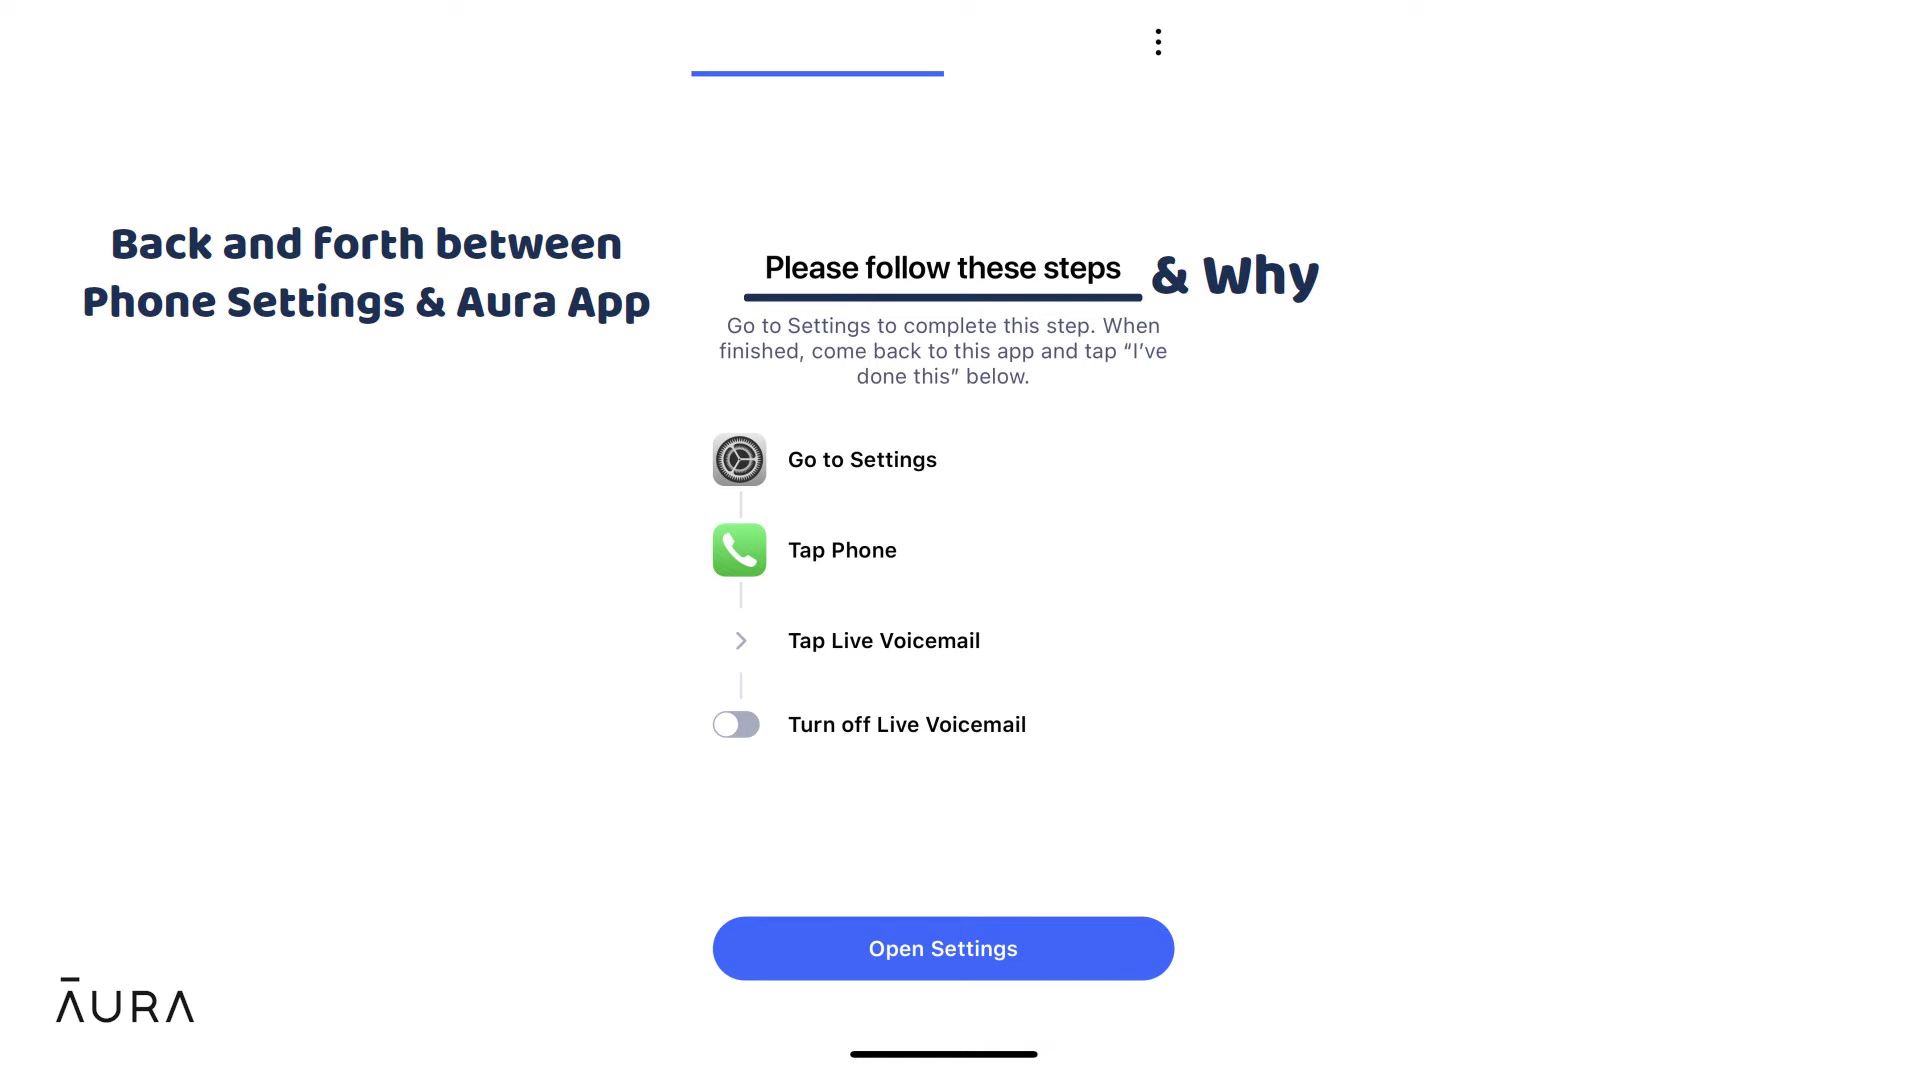 Back and forth between
Phone Settings & Aura App
Please follow these steps
& Why
Go to Settings to complete this step. When
finished, come back to this app and tap “I’ve
done this” below.
Go to Settings
Tap Phone
Tap Live Voicemail
Turn off Live Voicemail
Open Settings
ĀURA